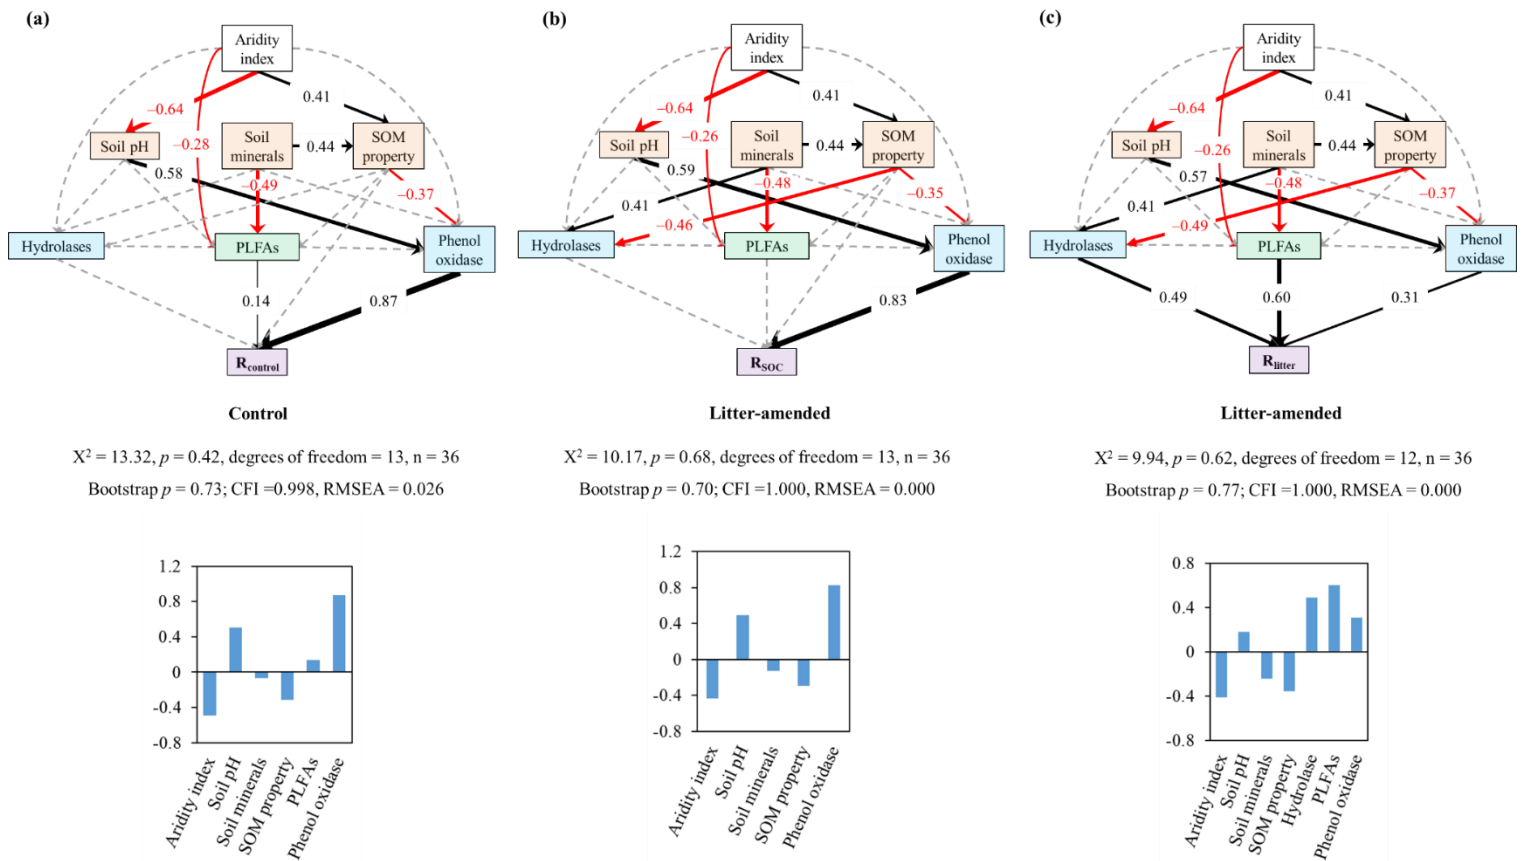 (a)
Aridity
index
–0.64
0.41
–0.28
Soil pH
Soil
minerals
0.44
SOM
property
0.58
–0.49
–0.37
Hydrolases
PLFAs
Phenol
oxidase
0.14
0.87
Rcontrol
Control
X² = 13.32, p = 0.42, degrees of freedom = 13, n = 36
Bootstrap p = 0.73; CFI =0.998, RMSEA = 0.026
1.2
0.8
0.4
0
-0.4
-0.8
Aridity index
Soil pH
Soil minerals
SOM property
PLFAs
Phenol oxidase
(b)
Aridity
index
–0.64
0.41
–0.26
Soil pH
Soil
minerals
0.44
SOM
property
0.59
–0.48
–0.35
0.41
–0.46
Hydrolases
PLFAs
Phenol
oxidase
0.83
RSOC
Litter-amended
X² = 10.17, p = 0.68, degrees of freedom = 13, n = 36
Bootstrap p = 0.70; CFI =1.000, RMSEA = 0.000
1.2
0.8
0.4
0
-0.4
-0.8
Aridity index
Soil pH
Soil minerals
SOM property
Phenol oxidase
(c)
Aridity
index
–0.64
0.41
–0.26
Soil pH
Soil
minerals
0.44
SOM
property
0.57
–0.48
–0.37
0.41
–0.49
Hydrolases
PLFAs
Phenol
oxidase
0.49
0.60
0.31
Rlitter
Litter-amended
X² = 9.94, p = 0.62, degrees of freedom = 12, n = 36
Bootstrap p = 0.77; CFI =1.000, RMSEA = 0.000
0.8
0.4
0
-0.4
-0.8
Aridity index
Soil pH
Soil minerals
SOM property
Hydrolase
PLFAs
Phenol oxidase